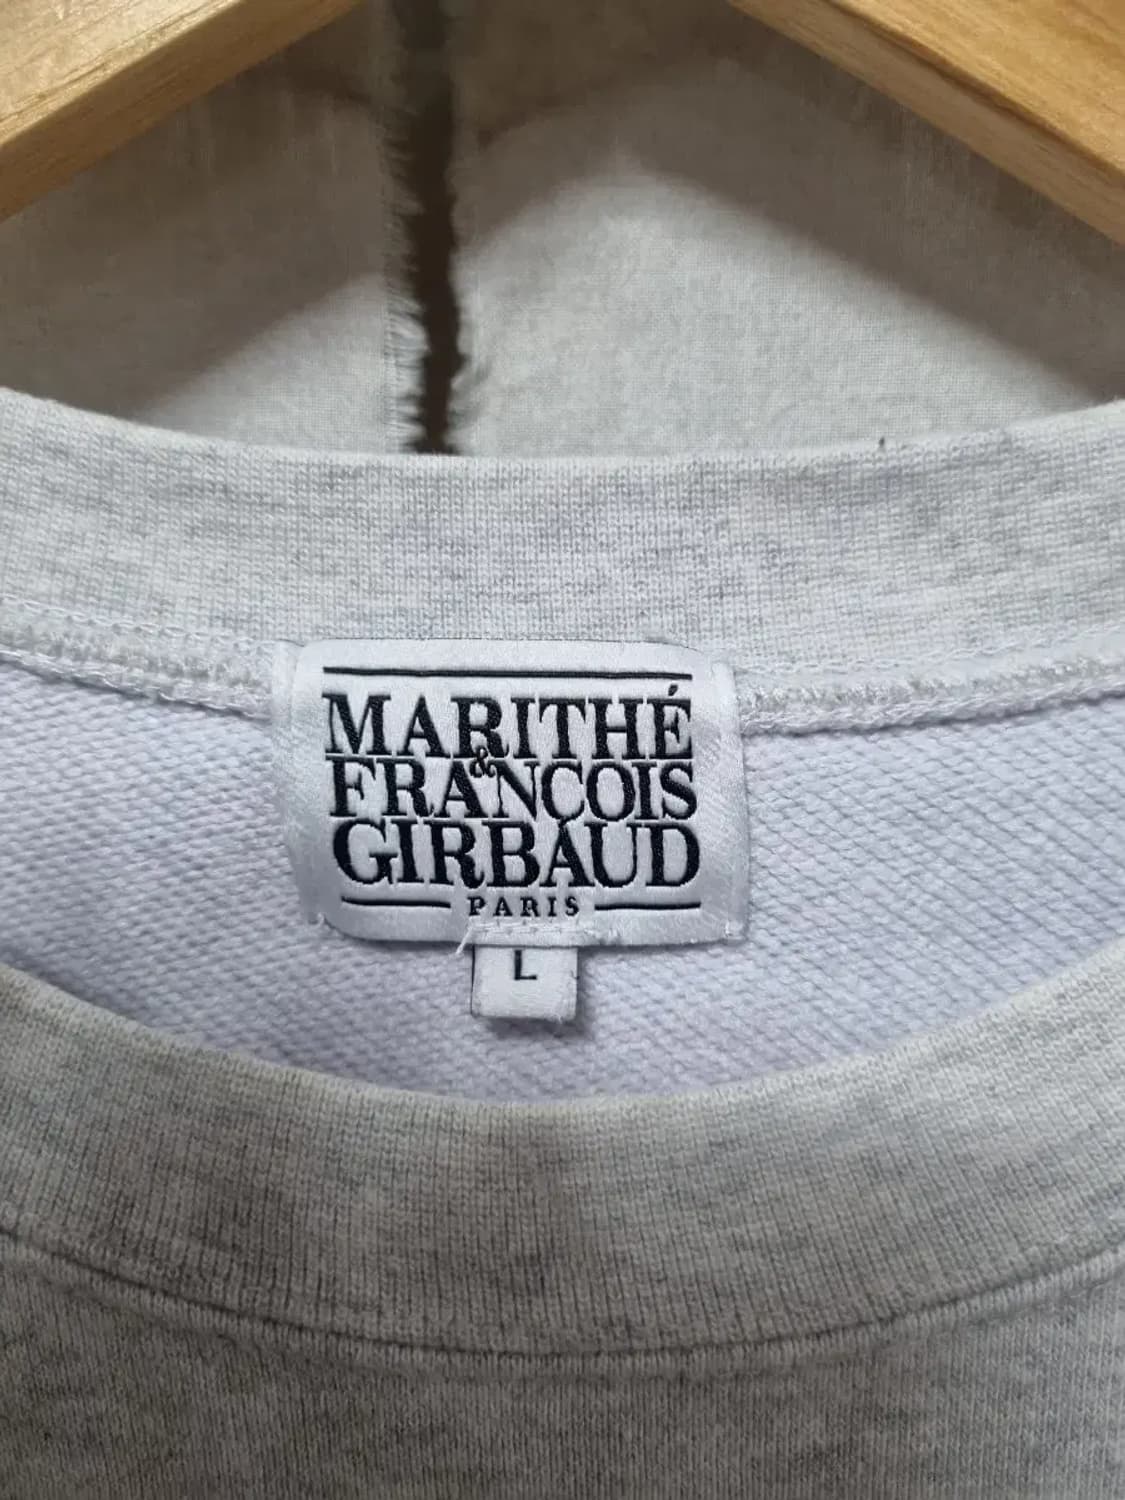 MARITHÉ
&
FRANÇOIS
GIRBAUD
PARIS
L